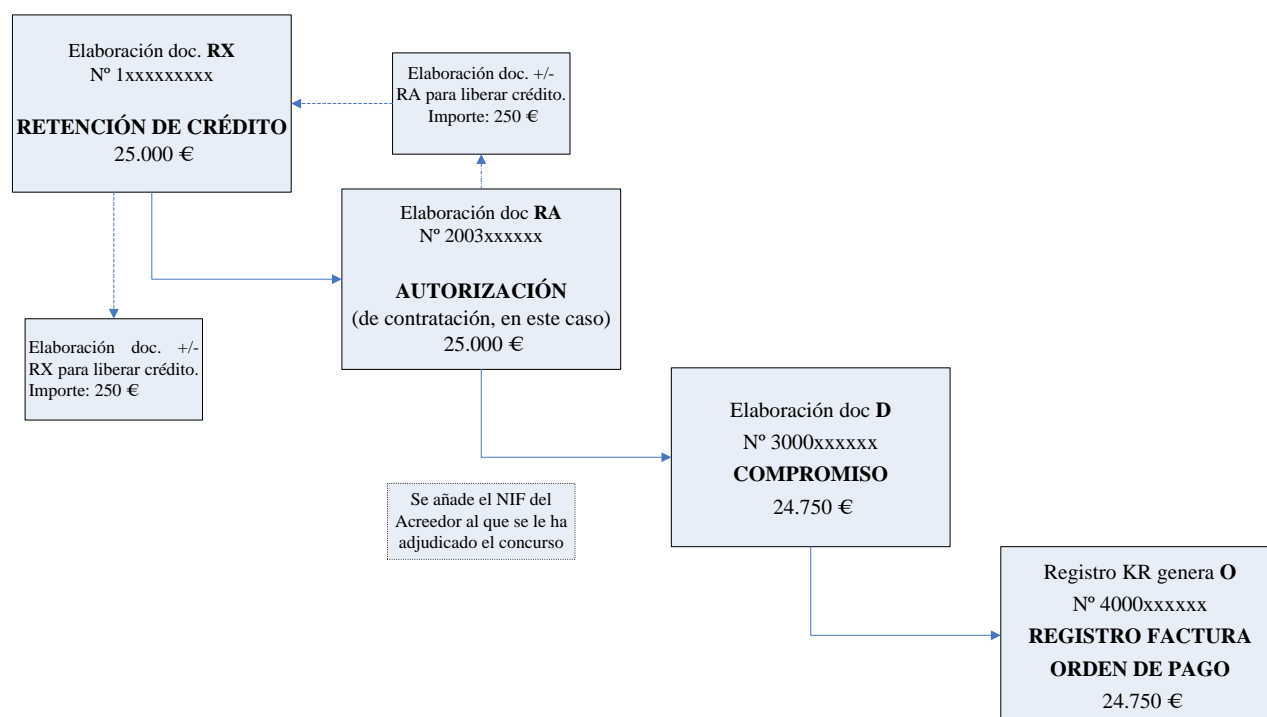 Elaboración doc. RX
Nº 1xxxxxxxxx
RETENCIÓN DE CRÉDITO
25.000 €
Elaboración doc. +/-
RA para liberar crédito.
Importe: 250 €
Elaboración doc RA
Nº 2003xxxxxx
AUTORIZACIÓN
(de contratación, en este caso)
25.000 €
Elaboración doc. +/-
RX para liberar crédito.
Importe: 250 €
Elaboración doc D
Nº 3000xxxxxx
COMPROMISO
24.750 €
Se añade el NIF del
Acreedor al que se le ha
adjudicado el concurso
Registro KR genera O
Nº 4000xxxxxx
REGISTRO FACTURA
ORDEN DE PAGO
24.750 €